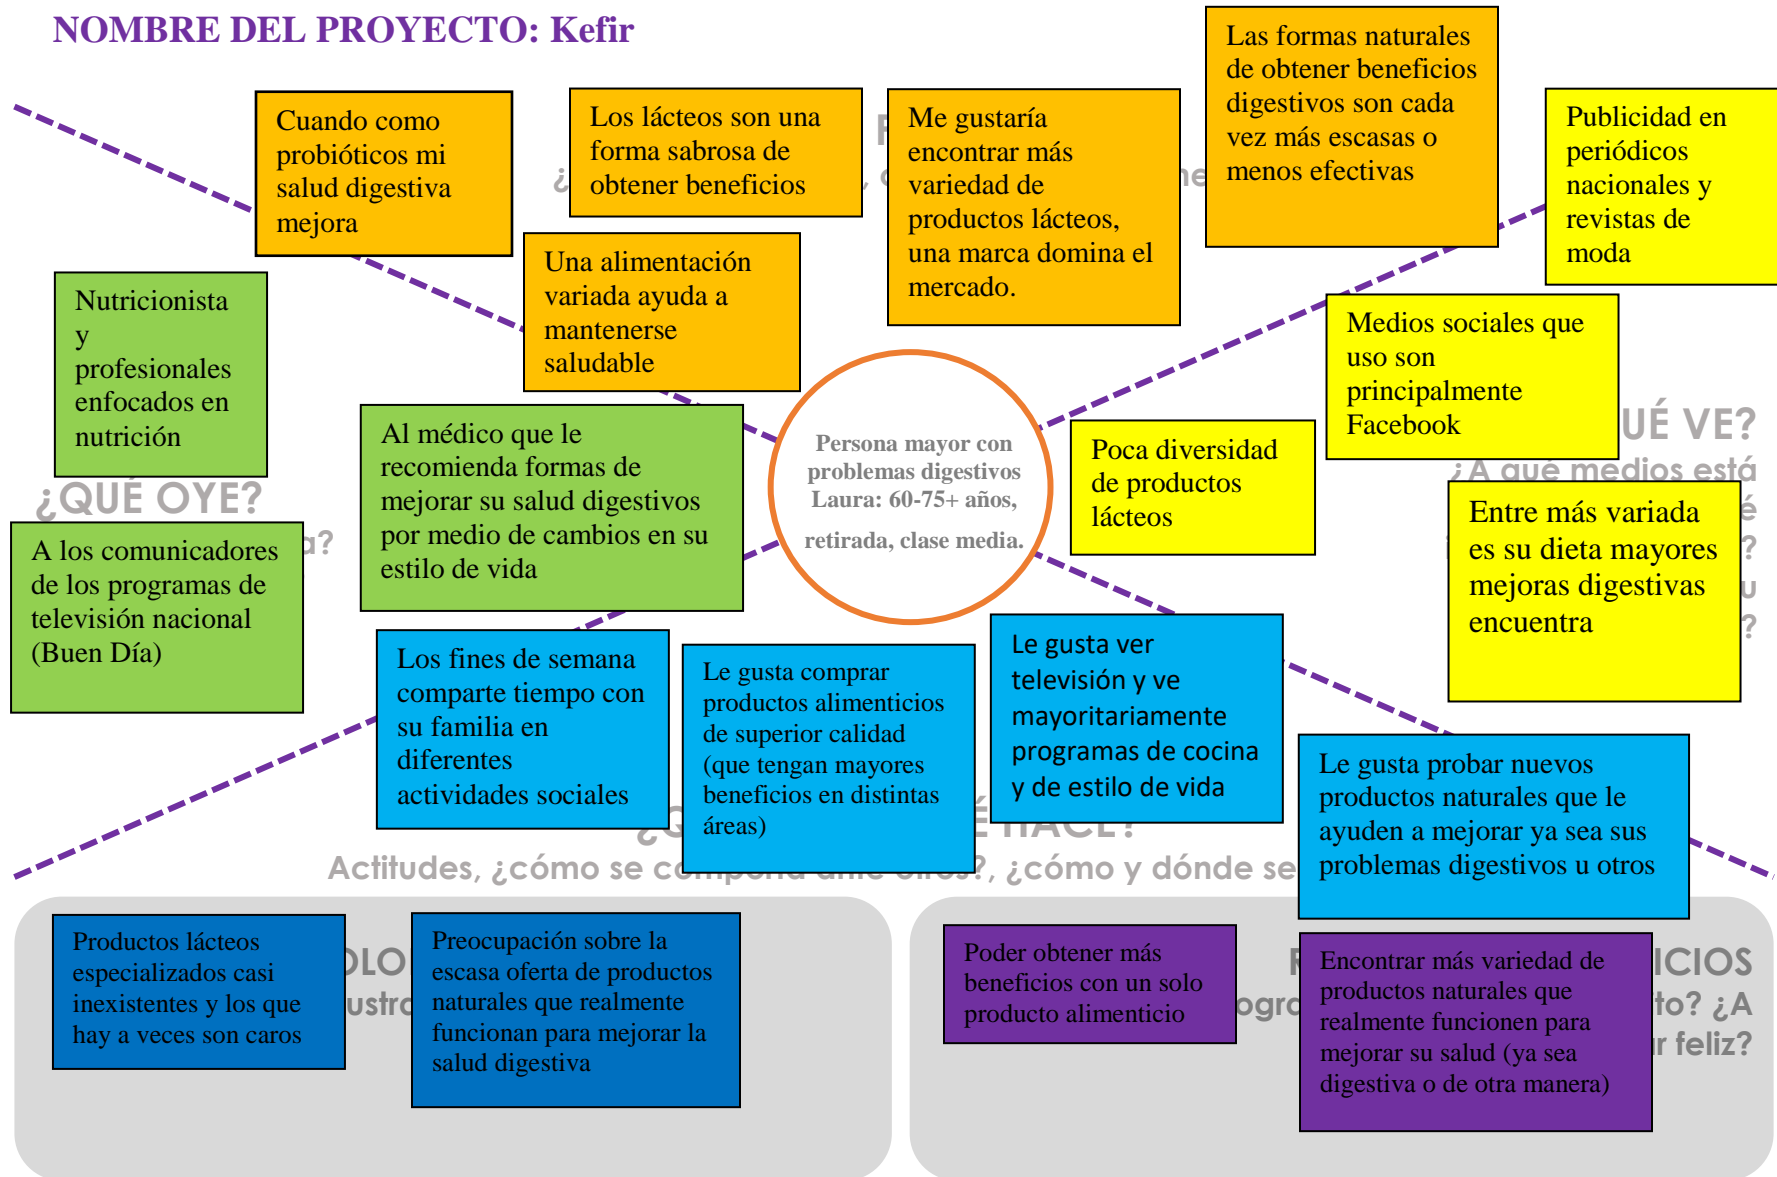 NOMBRE DEL PROYECTO: Kefir
Cuando como
probióticos mi
salud digestiva
mejora
Los lácteos son una
forma sabrosa de
obtener beneficios
Me gustaría
encontrar más
variedad de
productos lácteos,
una marca domina el
mercado.
Las formas naturales
de obtener beneficios
digestivos son cada
vez más escasas o
menos efectivas
Publicidad en
periódicos
nacionales y
revistas de
moda
Una alimentación
variada ayuda a
mantenerse
saludable
Nutricionista
y
profesionales
enfocados en
nutrición
Al médico que le
recomienda formas de
mejorar su salud digestivos
por medio de cambios en su
estilo de vida
¿QUÉ OYE?
A los comunicadores
de los programas de
televisión nacional
(Buen Día)
Persona mayor con
problemas digestivos
Laura: 60-75+ años,
retirada, clase media.
Medios sociales que
uso son
principalmente
Facebook
UÉ VE?
¿A qué medios está
Poca diversidad
de productos
lácteos
Entre más variada
es su dieta mayores
mejoras digestivas
encuentra
Los fines de semana
comparte tiempo con
su familia en
diferentes
actividades sociales
Le gusta comprar
productos alimenticios
de superior calidad
(que tengan mayores
beneficios en distintas
áreas)
Le gusta ver
televisión y ve
mayoritariamente
programas de cocina
y de estilo de vida
Le gusta probar nuevos
productos naturales que le
ayuden a mejorar ya sea sus
problemas digestivos u otros
HACE?
Actitudes, ¿cómo se comporta ante otros?, ¿cómo y dónde se
Productos lácteos
especializados casi
inexistentes y los que
hay a veces son caros
Preocupación sobre la
escasa oferta de productos
naturales que realmente
funcionan para mejorar la
salud digestiva
Poder obtener más
beneficios con un solo
producto alimenticio
Encontrar más variedad de
productos naturales que
realmente funcionen para
mejorar su salud (ya sea
digestiva o de otra manera)
ICIOS
to? ¿A
r feliz?